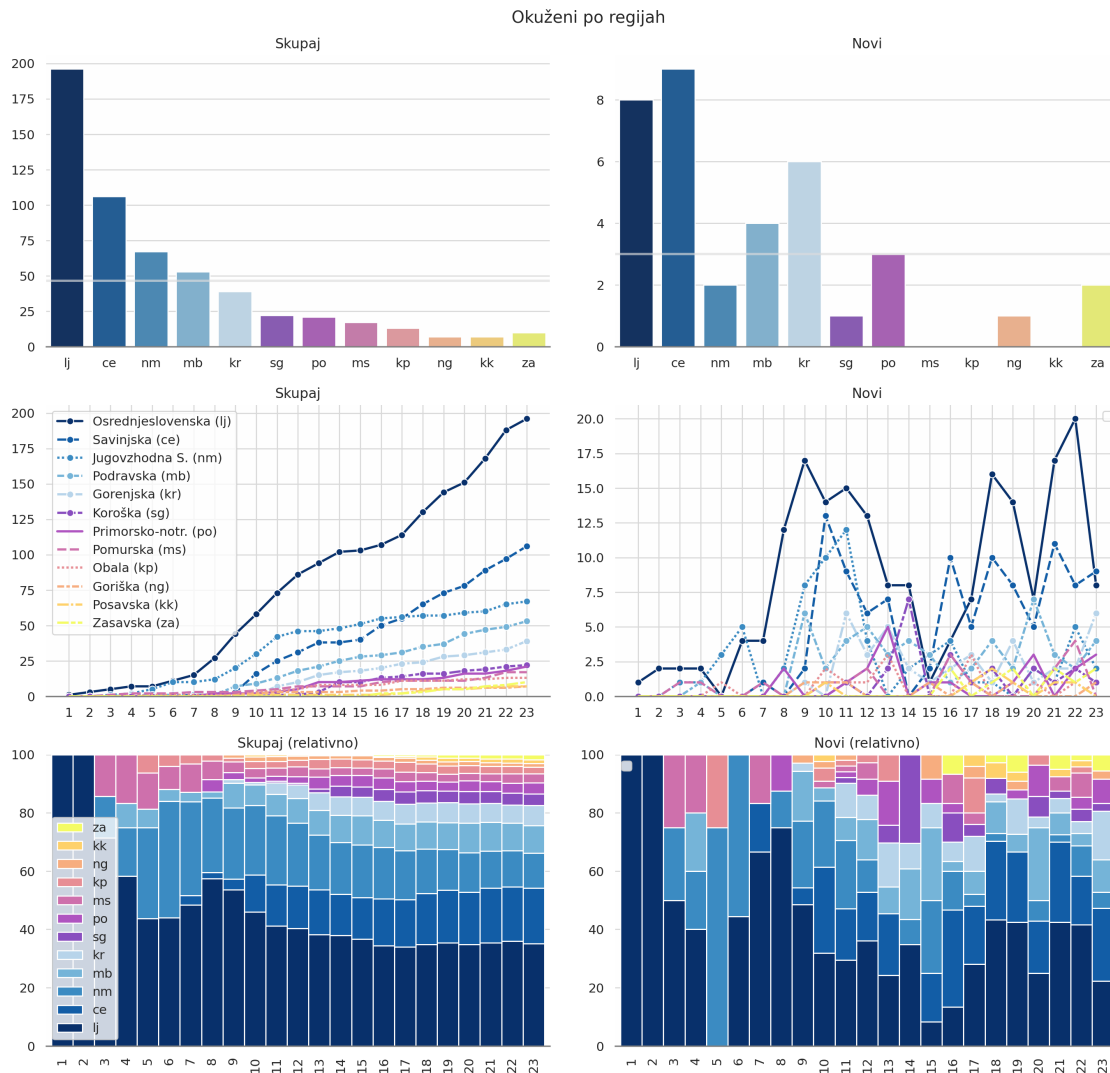 Okuženi po regijah
Skupaj
200
175
150
125
100
75
50
25
0
lj ce nm mb kr sg po ms kp ng kk za
Novi
8
6
4
2
0
lj ce nm mb kr sg po ms kp ng kk za
Skupaj
200
175
150
125
100
75
50
25
0
Osrednjeslovenska (lj)
Savinjska (ce)
Jugovzhodna S. (nm)
Podravska (mb)
Gorenjska (kr)
Koroška (sg)
Primorsko-notr. (po)
Pomurska (ms)
Obala (kp)
Goriška (ng)
Posavska (kk)
Zasavska (za)
1 2 3 4 5 6 7 8 9 10 11 12 13 14 15 16 17 18 19 20 21 22 23
Novi
20.0
17.5
15.0
12.5
10.0
7.5
5.0
2.5
0.0
1 2 3 4 5 6 7 8 9 10 11 12 13 14 15 16 17 18 19 20 21 22 23
Skupaj (relativno)
100
80
60
40
20
0
za
kk
ng
kp
ms
po
sg
kr
mb
nm
ce
lj
1 2 3 4 5 6 7 8 9 10 11 12 13 14 15 16 17 18 19 20 21 22 23
Novi (relativno)
100
80
60
40
20
0
1 2 3 4 5 6 7 8 9 10 11 12 13 14 15 16 17 18 19 20 21 22 23